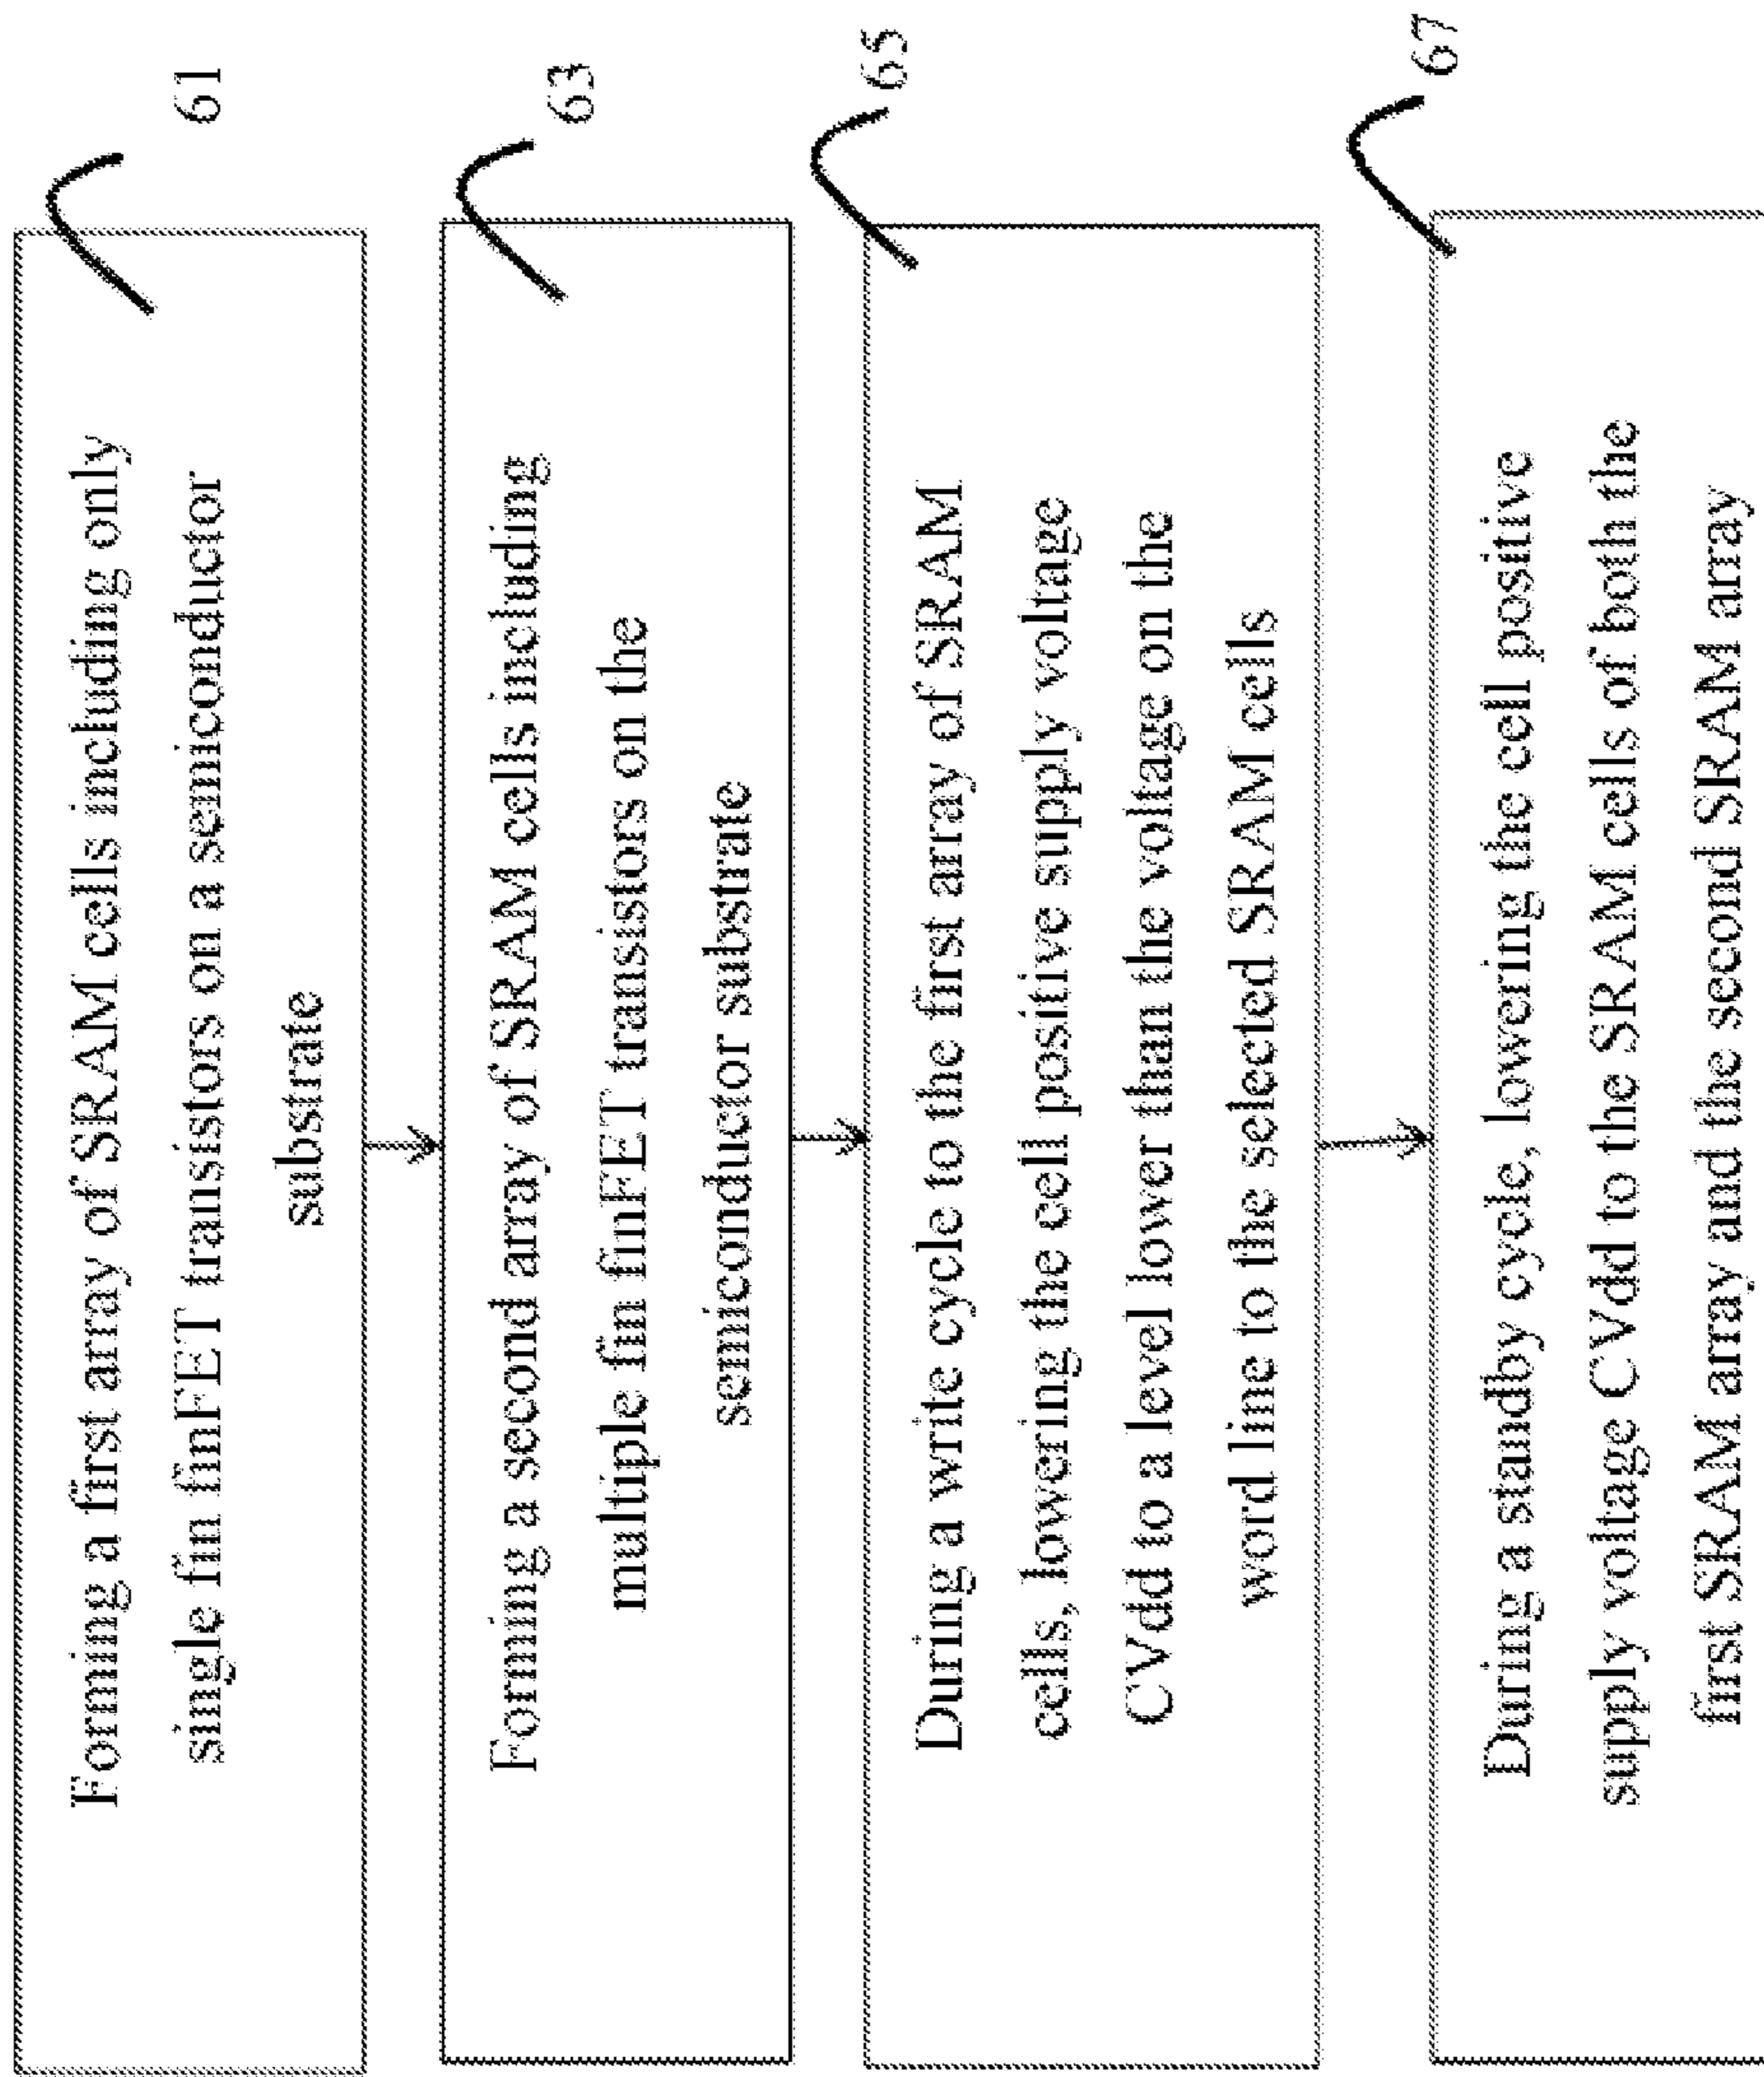 Forming a first array of SRAM cells including only
single fin finFET transistors on a semiconductor
substrate
61
Forming a second array of SRAM cells including
multiple fin finFET transistors on the
semiconductor substrate
63
During a write cycle to the first array of SRAM
cells, lowering the cell positive supply voltage
CVdd to a level lower than the voltage on the
word line to the selected SRAM cells
65
During a standby cycle, lowering the cell positive
supply voltage CVdd to the SRAM cells of both the
first SRAM array and the second SRAM array
67